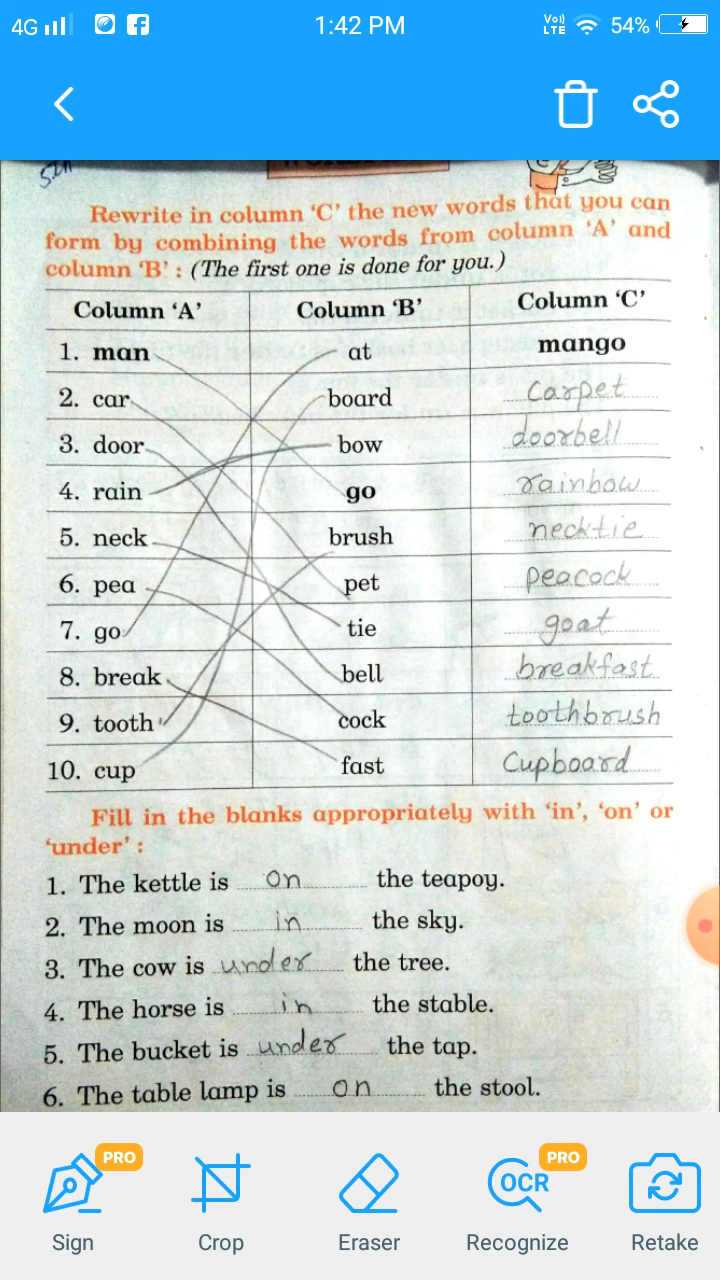 4G 1:42 PM Vo)) LTE 54%
Rewrite in column 'C' the new words that you can
form by combining the words from column 'A' and
column 'B' : (The first one is done for you.)
Column 'A' Column 'B' Column 'C'
1. man at mango
2. car board Carpet
3. door bow doorbell
4. rain go rainbow
5. neck brush necktie
6. pea pet Peacock
7. go tie goat
8. break bell breakfast
9. tooth cock toothbrush
10. cup fast Cupboard
Fill in the blanks appropriately with 'in', 'on' or
'under' :
1. The kettle is on the teapoy.
2. The moon is in the sky.
3. The cow is under the tree.
4. The horse is in the stable.
5. The bucket is under the tap.
6. The table lamp is on the stool.
PRO OCR PRO
Sign Crop Eraser Recognize Retake